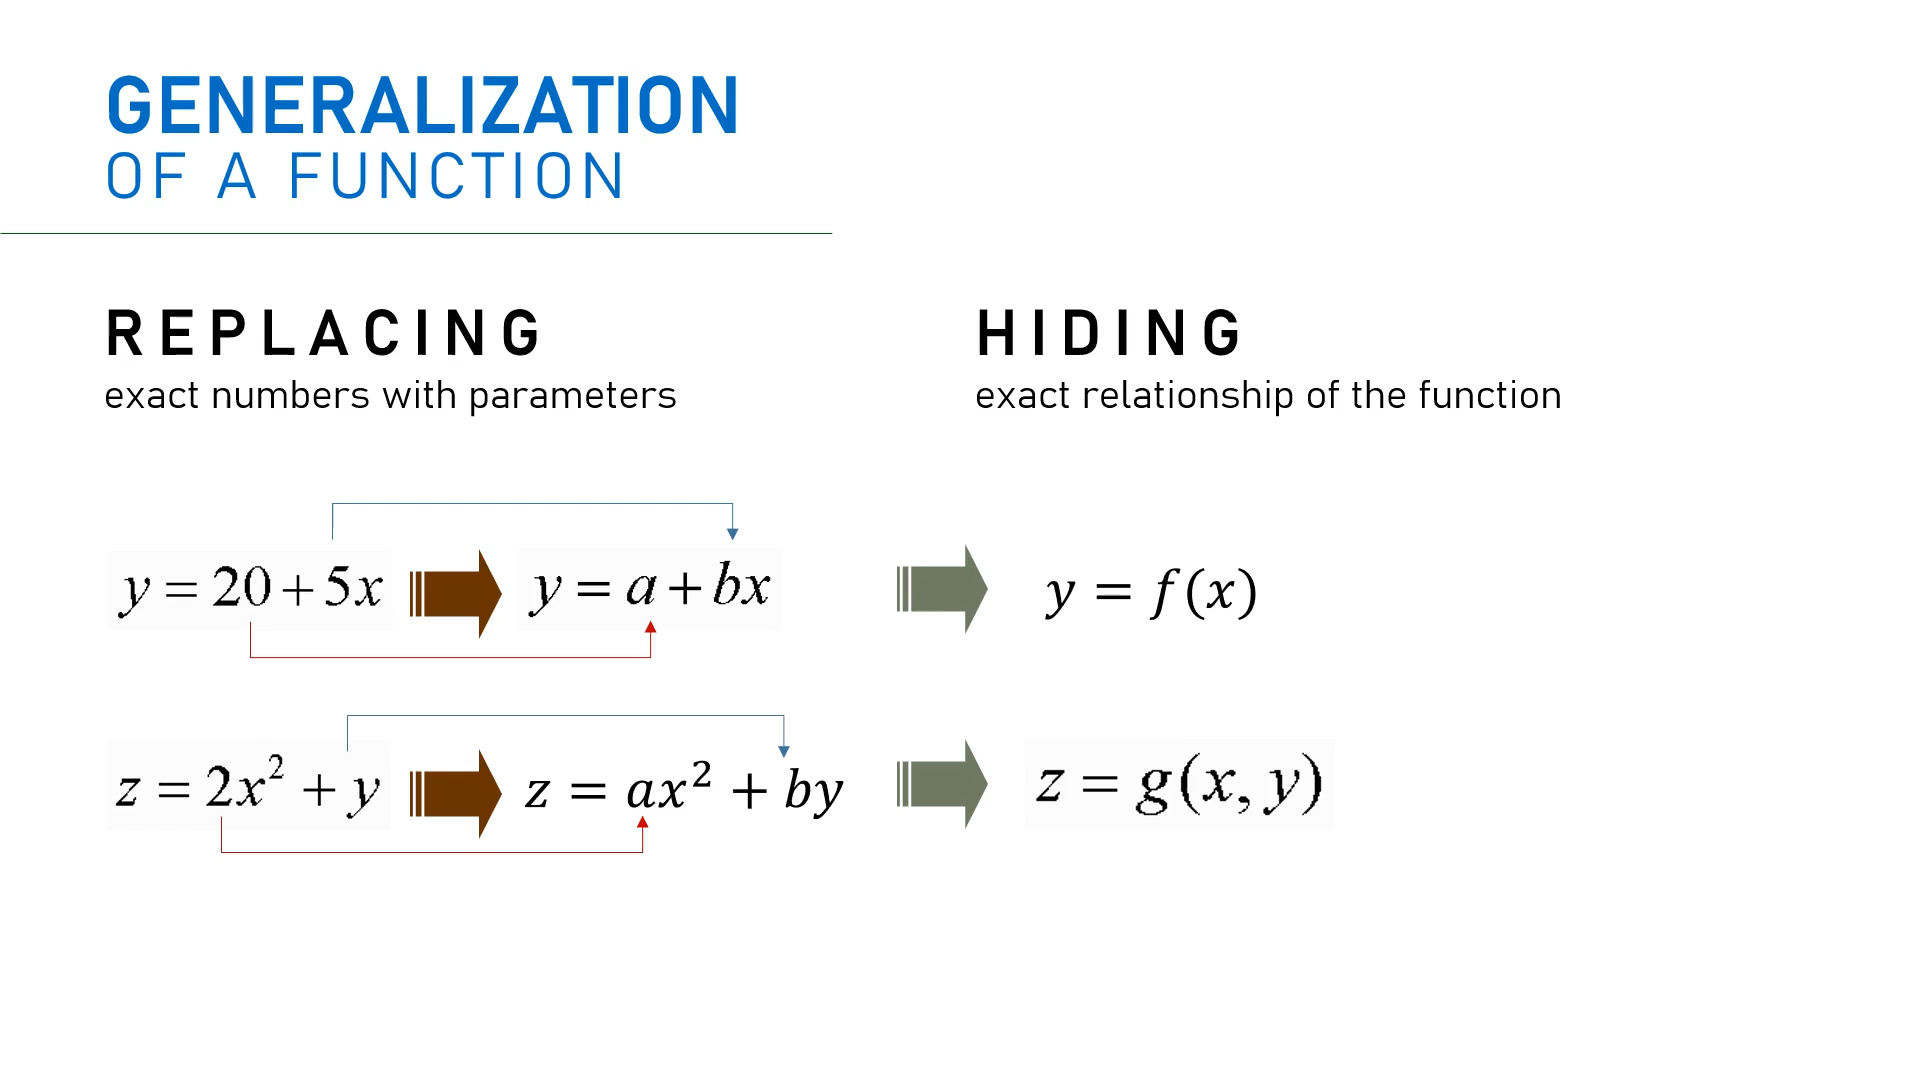 GENERALIZATION
OF A FUNCTION
REPLACING
exact numbers with parameters
HIDING
exact relationship of the function
y = 20 + 5x
y = a + bx
y = f(x)
z = 2x² + y
z = ax² + by
z = g(x, y)